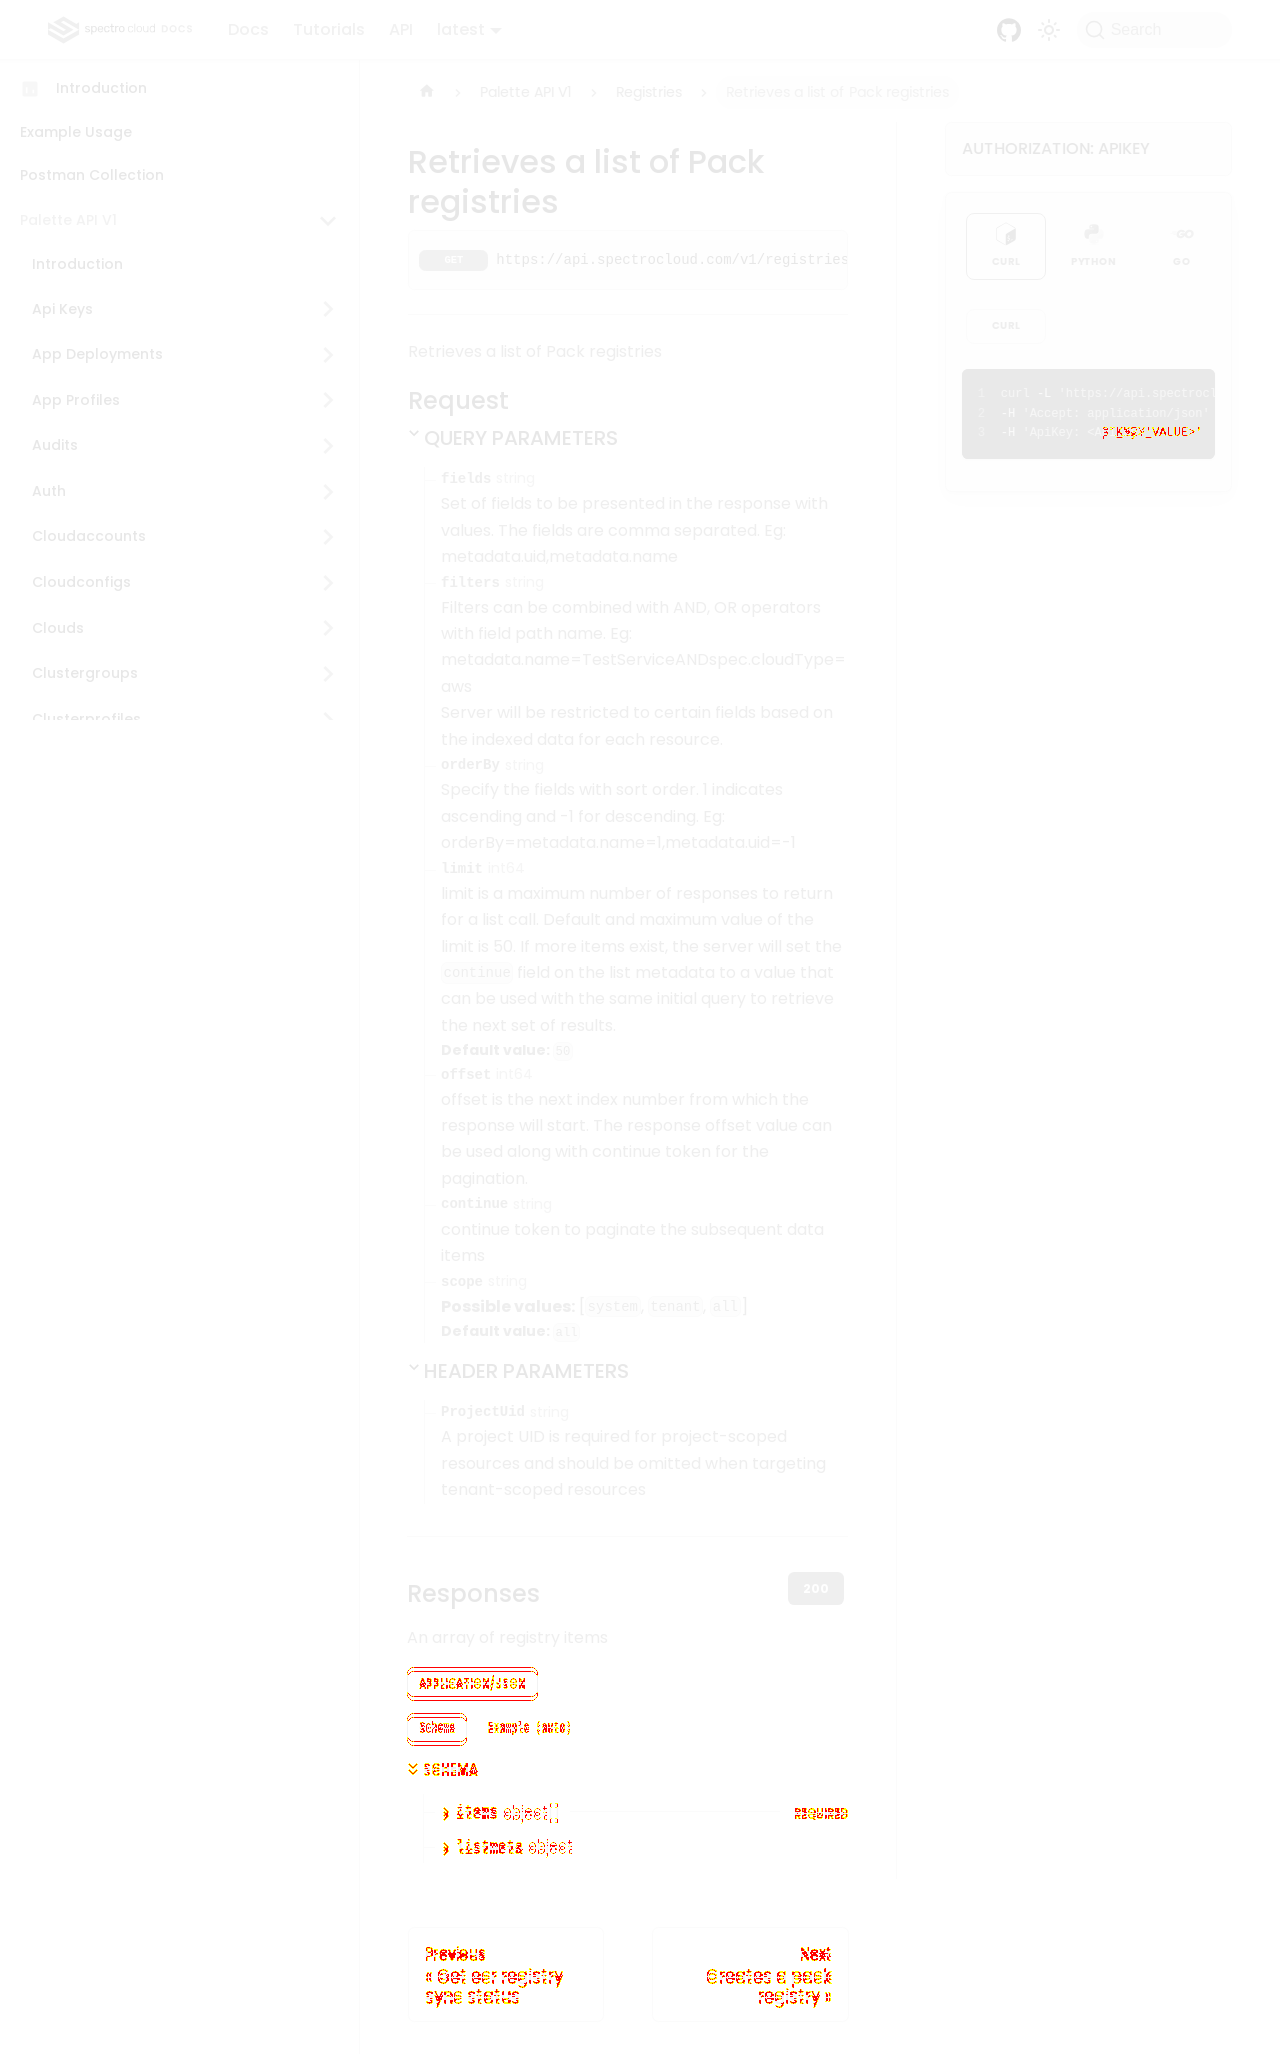 spectro cloud DOCS Docs Tutorials API latest Search
Introduction
Example Usage
Postman Collection
Palette API V1
Introduction
Api Keys
App Deployments
App Profiles
Audits
Auth
Cloudaccounts
Cloudconfigs
Clouds
Clustergroups
Clusterprofiles
Palette API V1 Registries Retrieves a list of Pack registries
Retrieves a list of Pack
registries
GET https://api.spectrocloud.com/v1/registries
Retrieves a list of Pack registries
Request
QUERY PARAMETERS
fields string
Set of fields to be presented in the response with
values. The fields are comma separated. Eg:
metadata.uid,metadata.name
filters string
Filters can be combined with AND, OR operators
with field path name. Eg:
metadata.name=TestServiceANDspec.cloudType=
aws
Server will be restricted to certain fields based on
the indexed data for each resource.
orderBy string
Specify the fields with sort order. 1 indicates
ascending and -1 for descending. Eg:
orderBy=metadata.name=1,metadata.uid=-1
limit int64
limit is a maximum number of responses to return
for a list call. Default and maximum value of the
limit is 50. If more items exist, the server will set the
continue field on the list metadata to a value that
can be used with the same initial query to retrieve
the next set of results.
Default value: 50
offset int64
offset is the next index number from which the
response will start. The response offset value can
be used along with continue token for the
pagination.
continue string
continue token to paginate the subsequent data
items
scope string
Possible values: [system, tenant, all]
Default value: all
HEADER PARAMETERS
ProjectUid string
A project UID is required for project-scoped
resources and should be omitted when targeting
tenant-scoped resources
Responses
200
An array of registry items
APPLICATION/JSON
Schema Example (auto)
SCHEMA
items object[] REQUIRED
listmeta object
Previous
« Get ecr registry
sync status
Next
Creates a pack
registry »
AUTHORIZATION: APIKEY
CURL PYTHON GO
GO
CURL
1 curl -L 'https://api.spectrocl
2 -H 'Accept: application/json'
3 -H 'ApiKey: